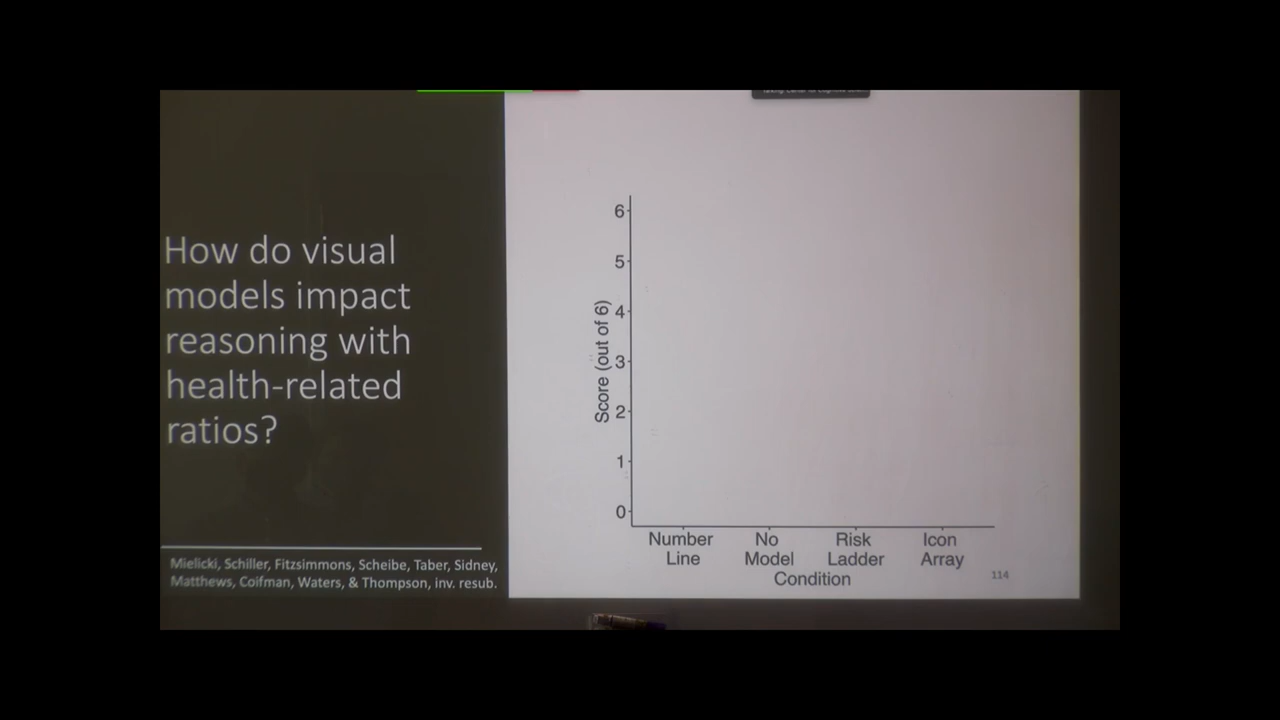 How do visual
models impact
reasoning with
health-related
ratios?
Mielicki, Schiller, Fitzsimmons, Scheibe, Taber, Sidney,
Matthews, Coifman, Waters, & Thompson, inv. resub.
Score (out of 6)
6
5
4
3
2
1
0
Number No Risk Icon
Line Model Ladder Array
Condition
114